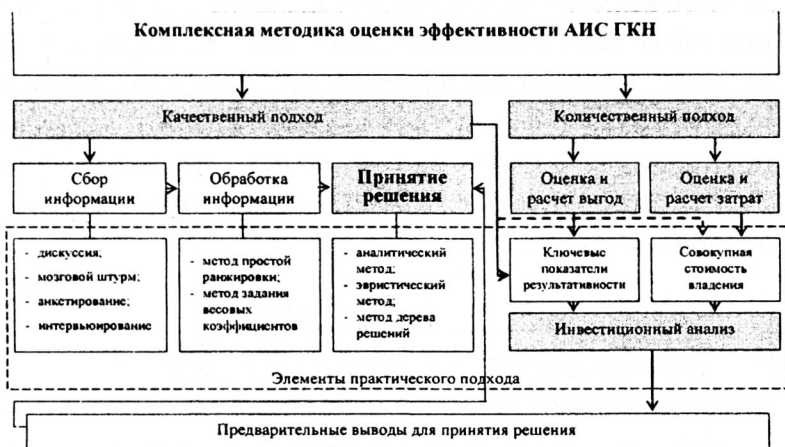 Комплексная методика оценки эффективности АИС ГКН
Качественный подход
Количественный подход
Сбор
информации
Обработка
информации
Принятие
решения
Оценка и
расчет выгод
Оценка и
расчет затрат
- дискуссия;
- мозговой штурм;
- анкетирование;
- интервьюирование
- метод простой
ранжировки;
- метод задания
весовых
коэффициентов
- аналитический
метод;
- эвристический
метод;
- метод дерева
решений
Ключевые
показатели
результативности
Совокупная
стоимость
владения
Инвестиционный анализ
Элементы практического подхода
Предварительные выводы для принятия решения